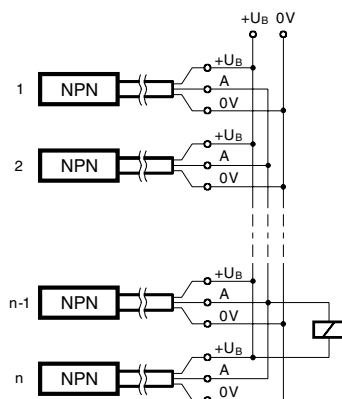 +UB 0V
+UB
1 NPN A
0V
+UB
2 NPN A
0V
+UB
n-1 NPN A
0V
+UB
n NPN A
0V